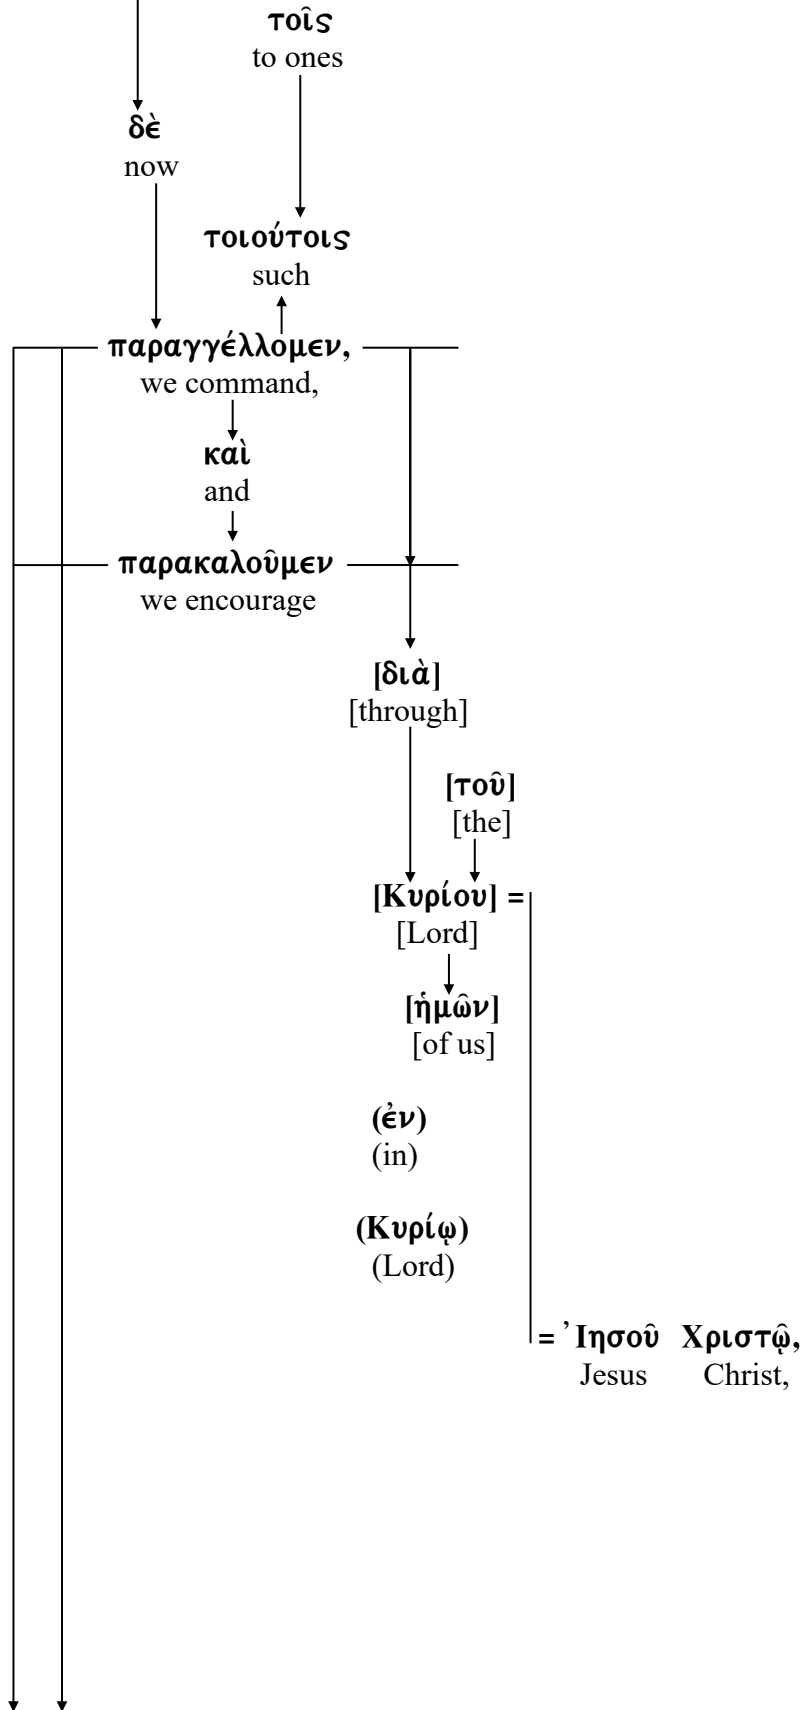 τοῖς
to ones
δὲ
now
τοιούτοις
such
παραγγέλλομεν,
we command,
καὶ
and
παρακαλοῦμεν
we encourage
[διὰ]
[through]
[τοῦ]
[the]
[Κυρίου] =
[Lord]
[ἡμῶν]
[of us]
(ἐν)
(in)
(Κυρίῳ)
(Lord)
= Ἰησοῦ Χριστῷ,
Jesus Christ,